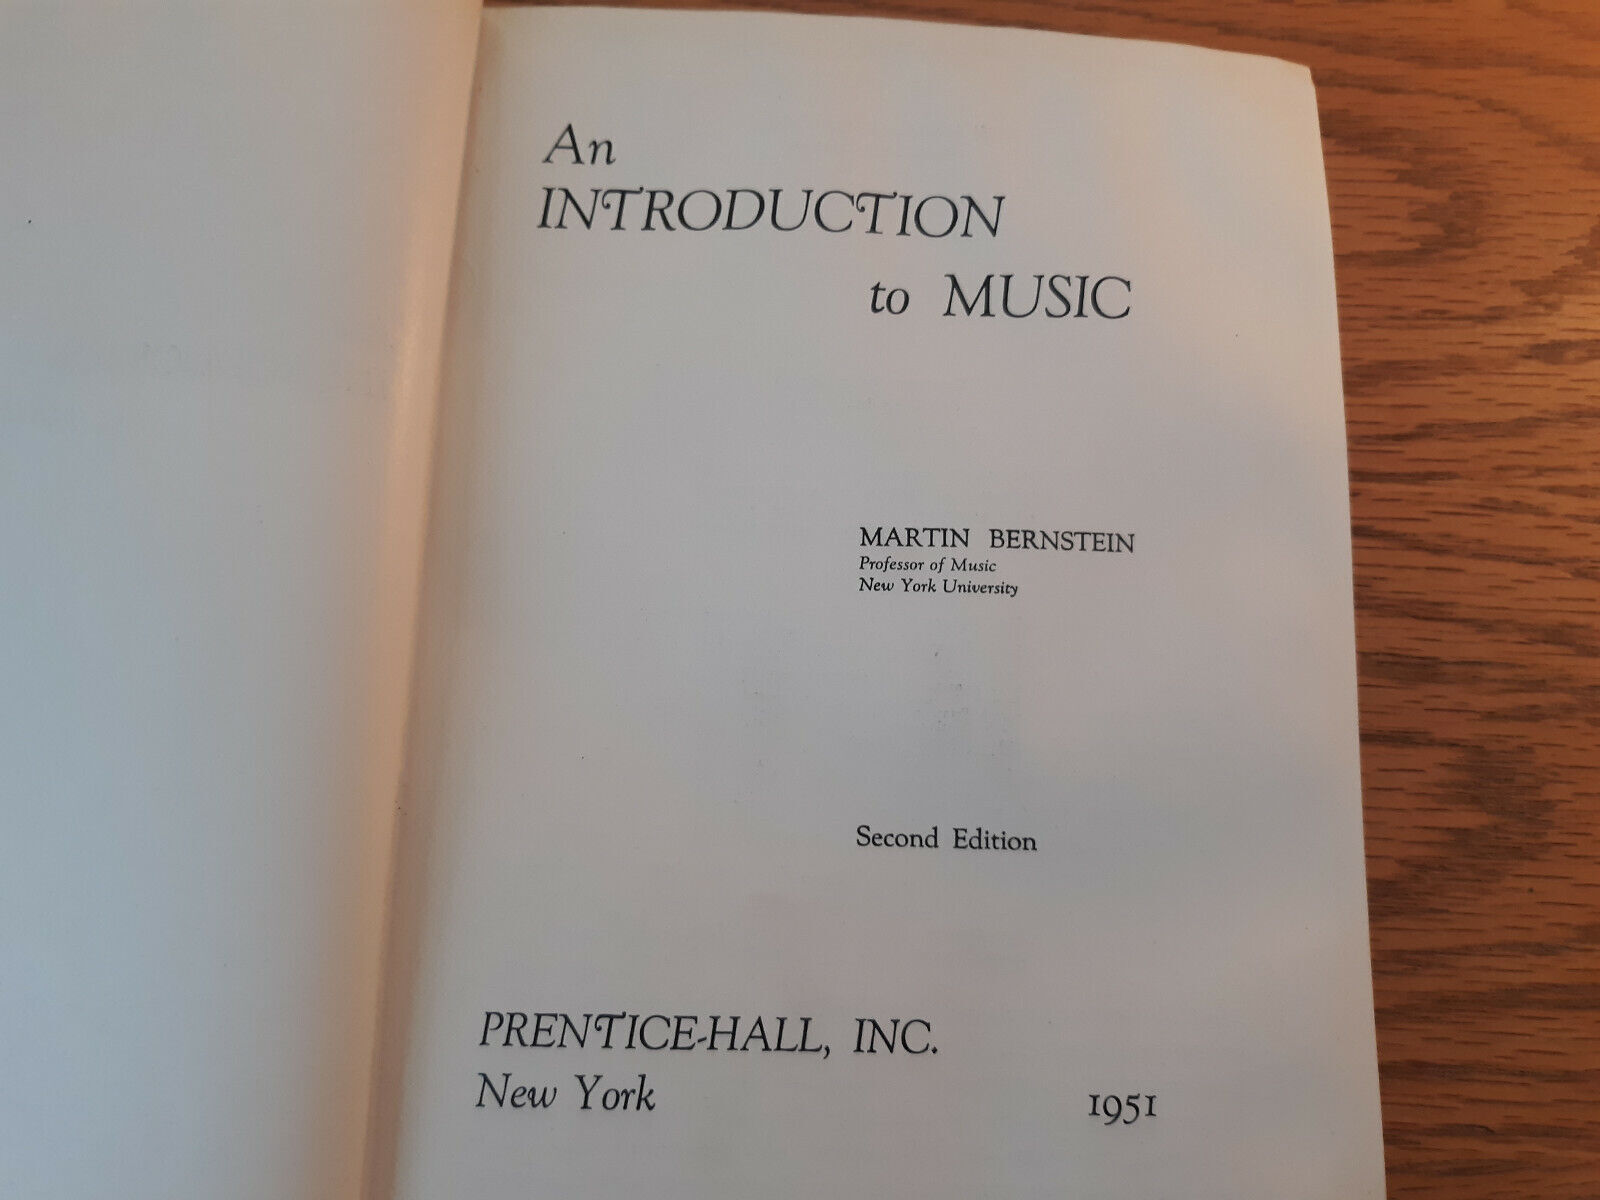 An
INTRODUCTION
to MUSIC
MARTIN BERNSTEIN
Professor of Music
New York University
Second Edition
PRENTICE-HALL, INC.
New York 1951